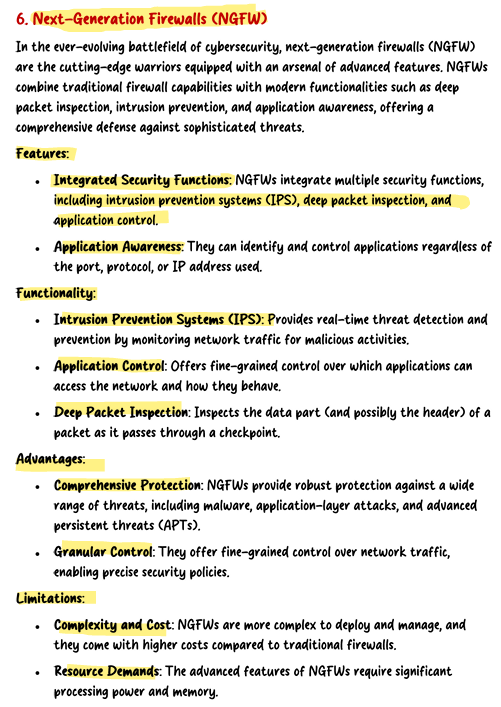 6. Next-Generation Firewalls (NGFW)
In the ever-evolving battlefield of cybersecurity, next-generation firewalls (NGFW)
are the cutting-edge warriors equipped with an arsenal of advanced features. NGFWs
combine traditional firewall capabilities with modern functionalities such as deep
packet inspection, intrusion prevention, and application awareness, offering a
comprehensive defense against sophisticated threats.
Features:
• Integrated Security Functions: NGFWs integrate multiple security functions,
including intrusion prevention systems (IPS), deep packet inspection, and
application control.
• Application Awareness: They can identify and control applications regardless of
the port, protocol, or IP address used.
Functionality:
• Intrusion Prevention Systems (IPS): Provides real-time threat detection and
prevention by monitoring network traffic for malicious activities.
• Application Control: Offers fine-grained control over which applications can
access the network and how they behave.
• Deep Packet Inspection: Inspects the data part (and possibly the header) of a
packet as it passes through a checkpoint.
Advantages:
• Comprehensive Protection: NGFWs provide robust protection against a wide
range of threats, including malware, application-layer attacks, and advanced
persistent threats (APTs).
• Granular Control: They offer fine-grained control over network traffic,
enabling precise security policies.
Limitations:
• Complexity and Cost: NGFWs are more complex to deploy and manage, and
they come with higher costs compared to traditional firewalls.
• Resource Demands: The advanced features of NGFWs require significant
processing power and memory.